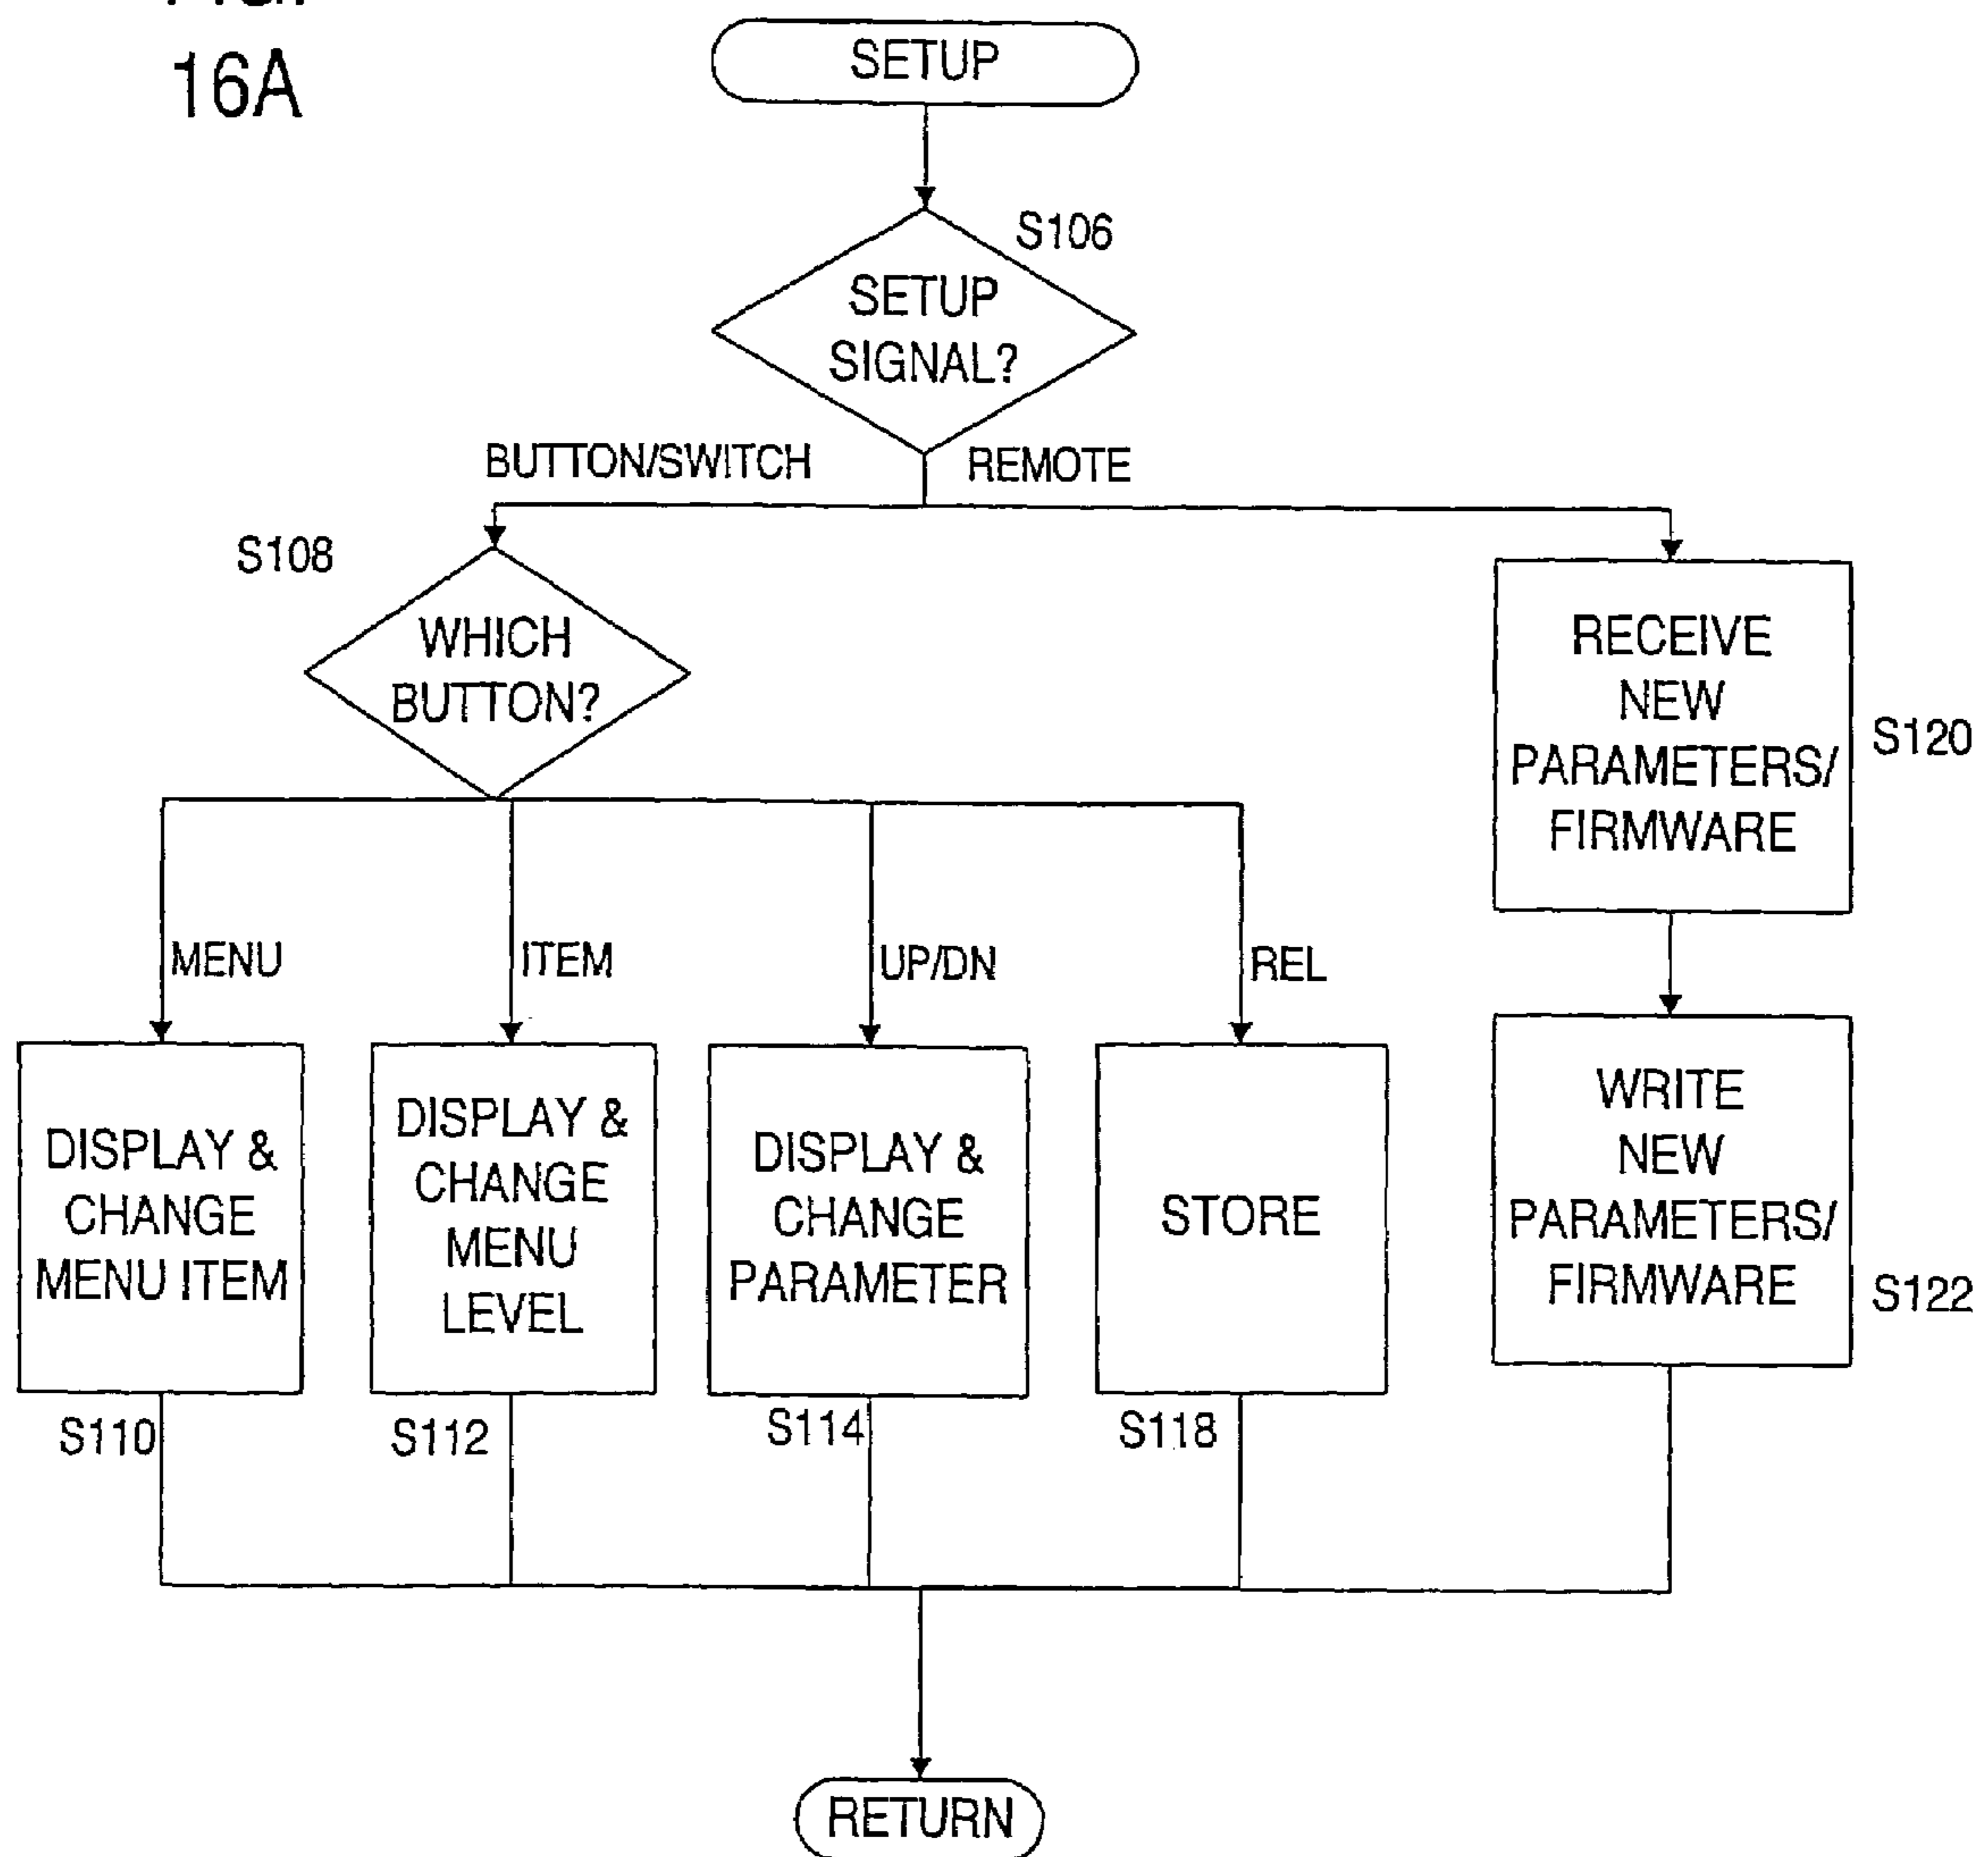 16A
SETUP
S106
SETUP
SIGNAL?
BUTTON/SWITCH
REMOTE
S108
WHICH
BUTTON?
RECEIVE
NEW
PARAMETERS/
FIRMWARE
S120
MENU
ITEM
UP/DN
REL
DISPLAY &
CHANGE
MENU ITEM
S110
DISPLAY &
CHANGE
MENU
LEVEL
S112
DISPLAY &
CHANGE
PARAMETER
S114
STORE
S118
WRITE
NEW
PARAMETERS/
FIRMWARE
S122
RETURN